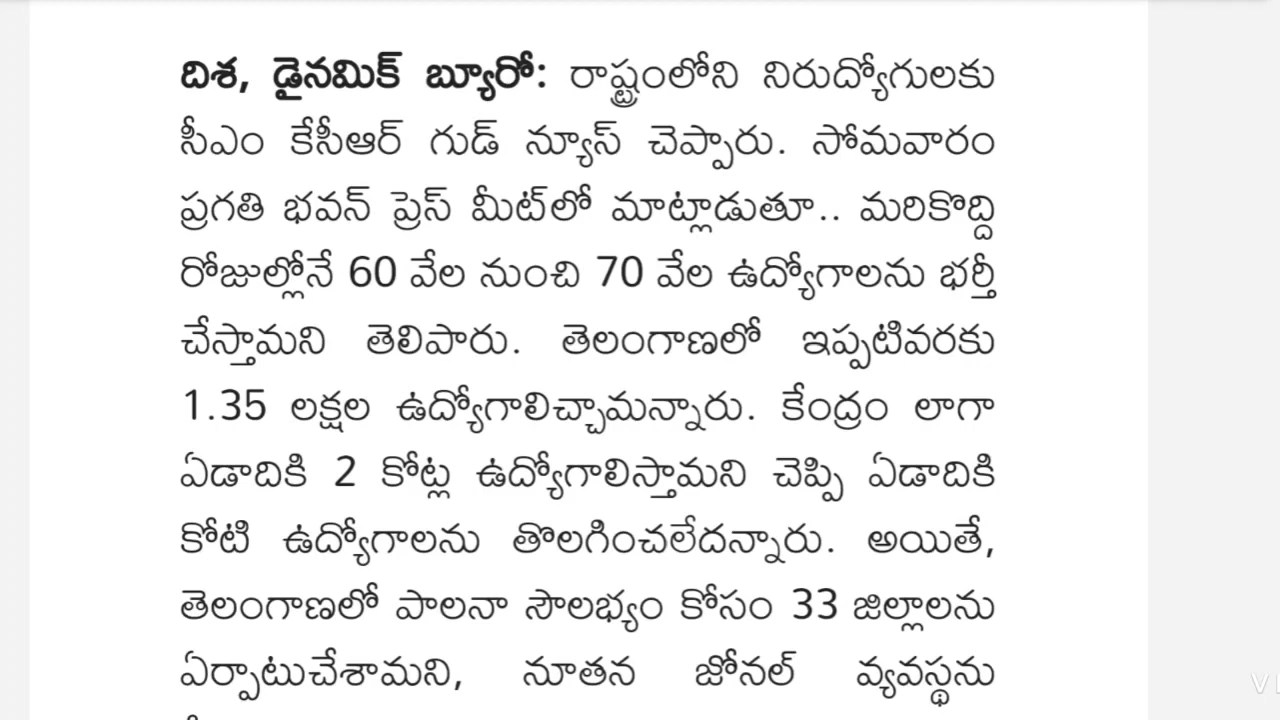 దిశ, డైనమిక్ బ్యూరో: రాష్ట్రంలోని నిరుద్యోగులకు
సీఎం కేసీఆర్ గుడ్ న్యూస్ చెప్పారు. సోమవారం
ప్రగతి భవన్ ప్రెస్ మీట్‌లో మాట్లాడుతూ.. మరికొద్ది
రోజుల్లోనే 60 వేల నుంచి 70 వేల ఉద్యోగాలను భర్తీ
చేస్తామని తెలిపారు. తెలంగాణలో ఇప్పటివరకు
1.35 లక్షల ఉద్యోగాలిచ్చామన్నారు. కేంద్రం లాగా
ఏడాదికి 2 కోట్ల ఉద్యోగాలిస్తామని చెప్పి ఏడాదికి
కోటి ఉద్యోగాలను తొలగించలేదన్నారు. అయితే,
తెలంగాణలో పాలనా సౌలభ్యం కోసం 33 జిల్లాలను
ఏర్పాటుచేశామని, నూతన జోనల్ వ్యవస్థను